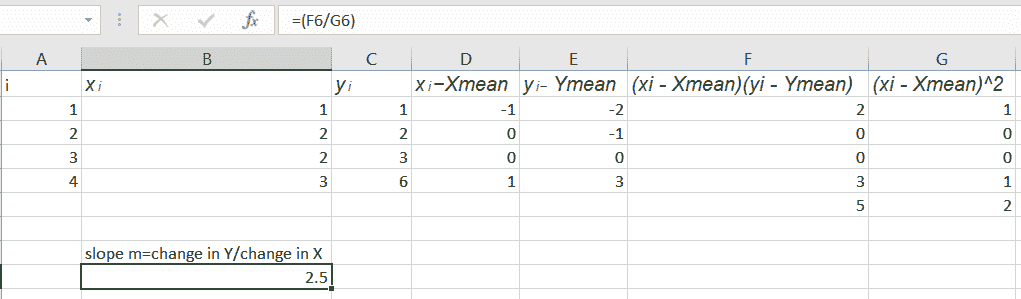 fx =(F6/G6)
A B C D E F G
i x i y i x i−Xmean y i− Ymean (xi - Xmean)(yi - Ymean) (xi - Xmean)^2
1 1 1 -1 -2 2 1
2 2 2 0 -1 0 0
3 2 3 0 0 0 0
4 3 6 1 3 3 1
5 2
slope m=change in Y/change in X
2.5